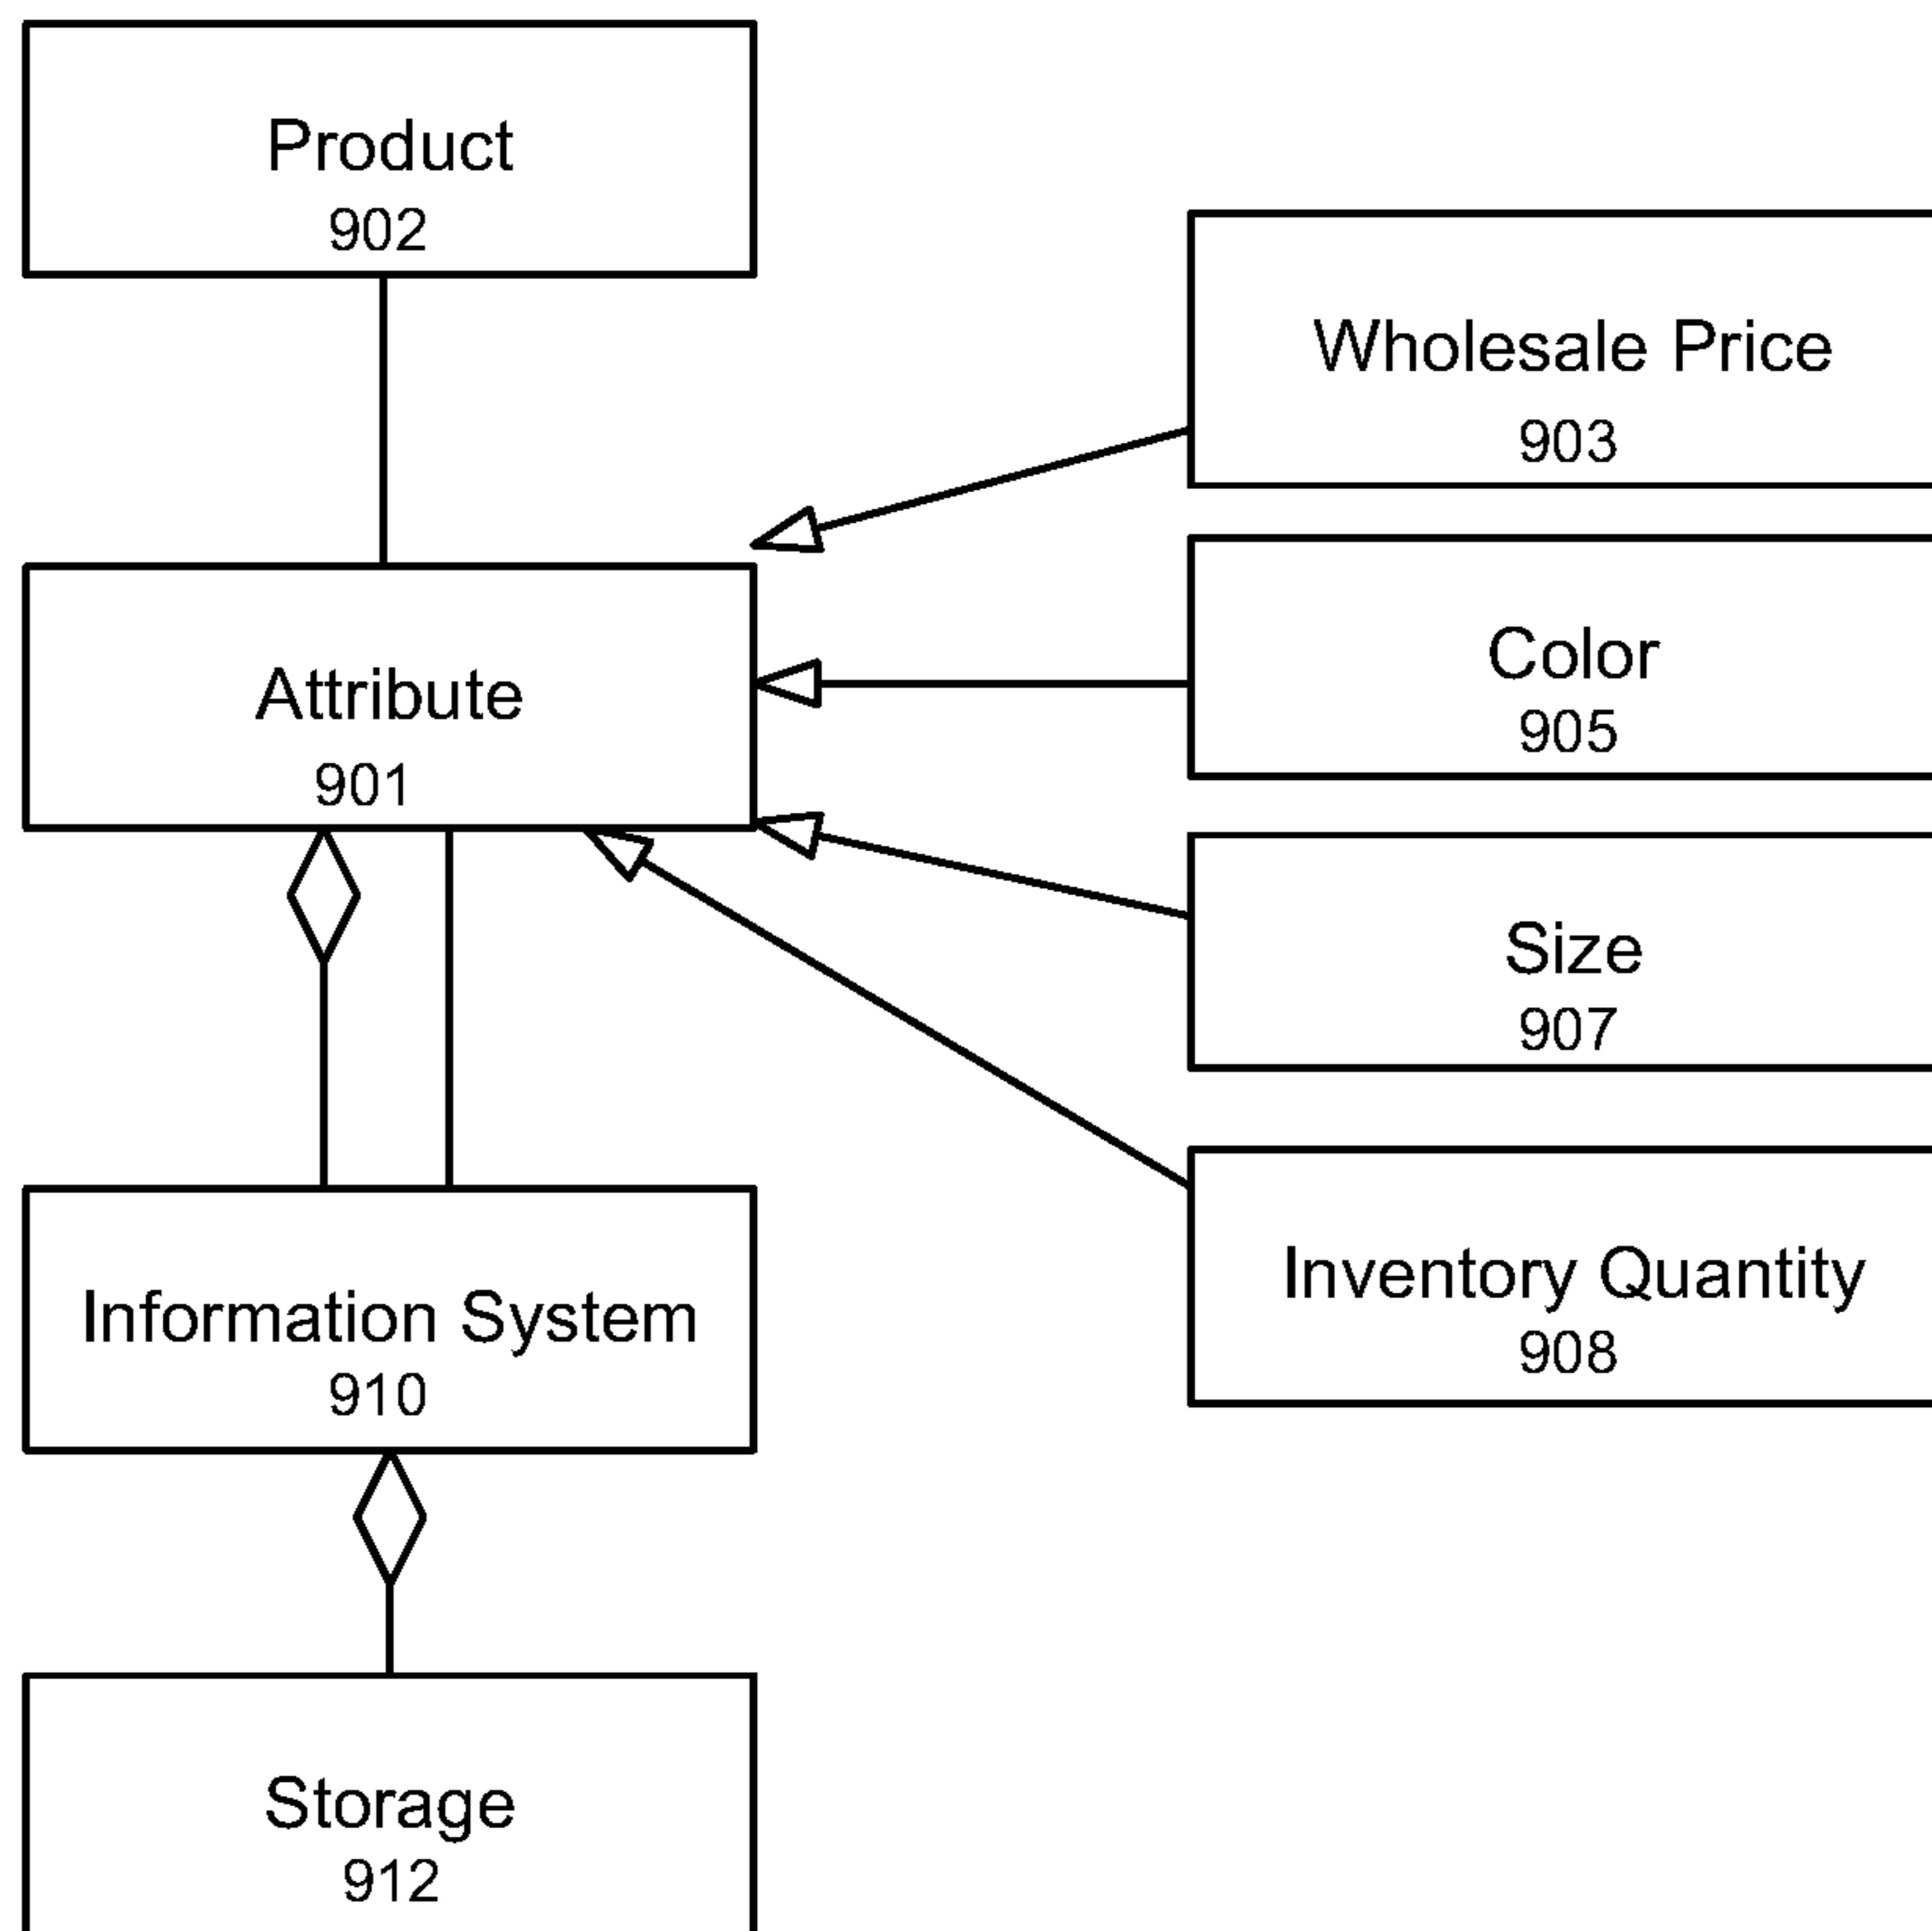 Product
902
Wholesale Price
903
Attribute
901
Color
905
Size
907
Information System
910
Inventory Quantity
908
Storage
912